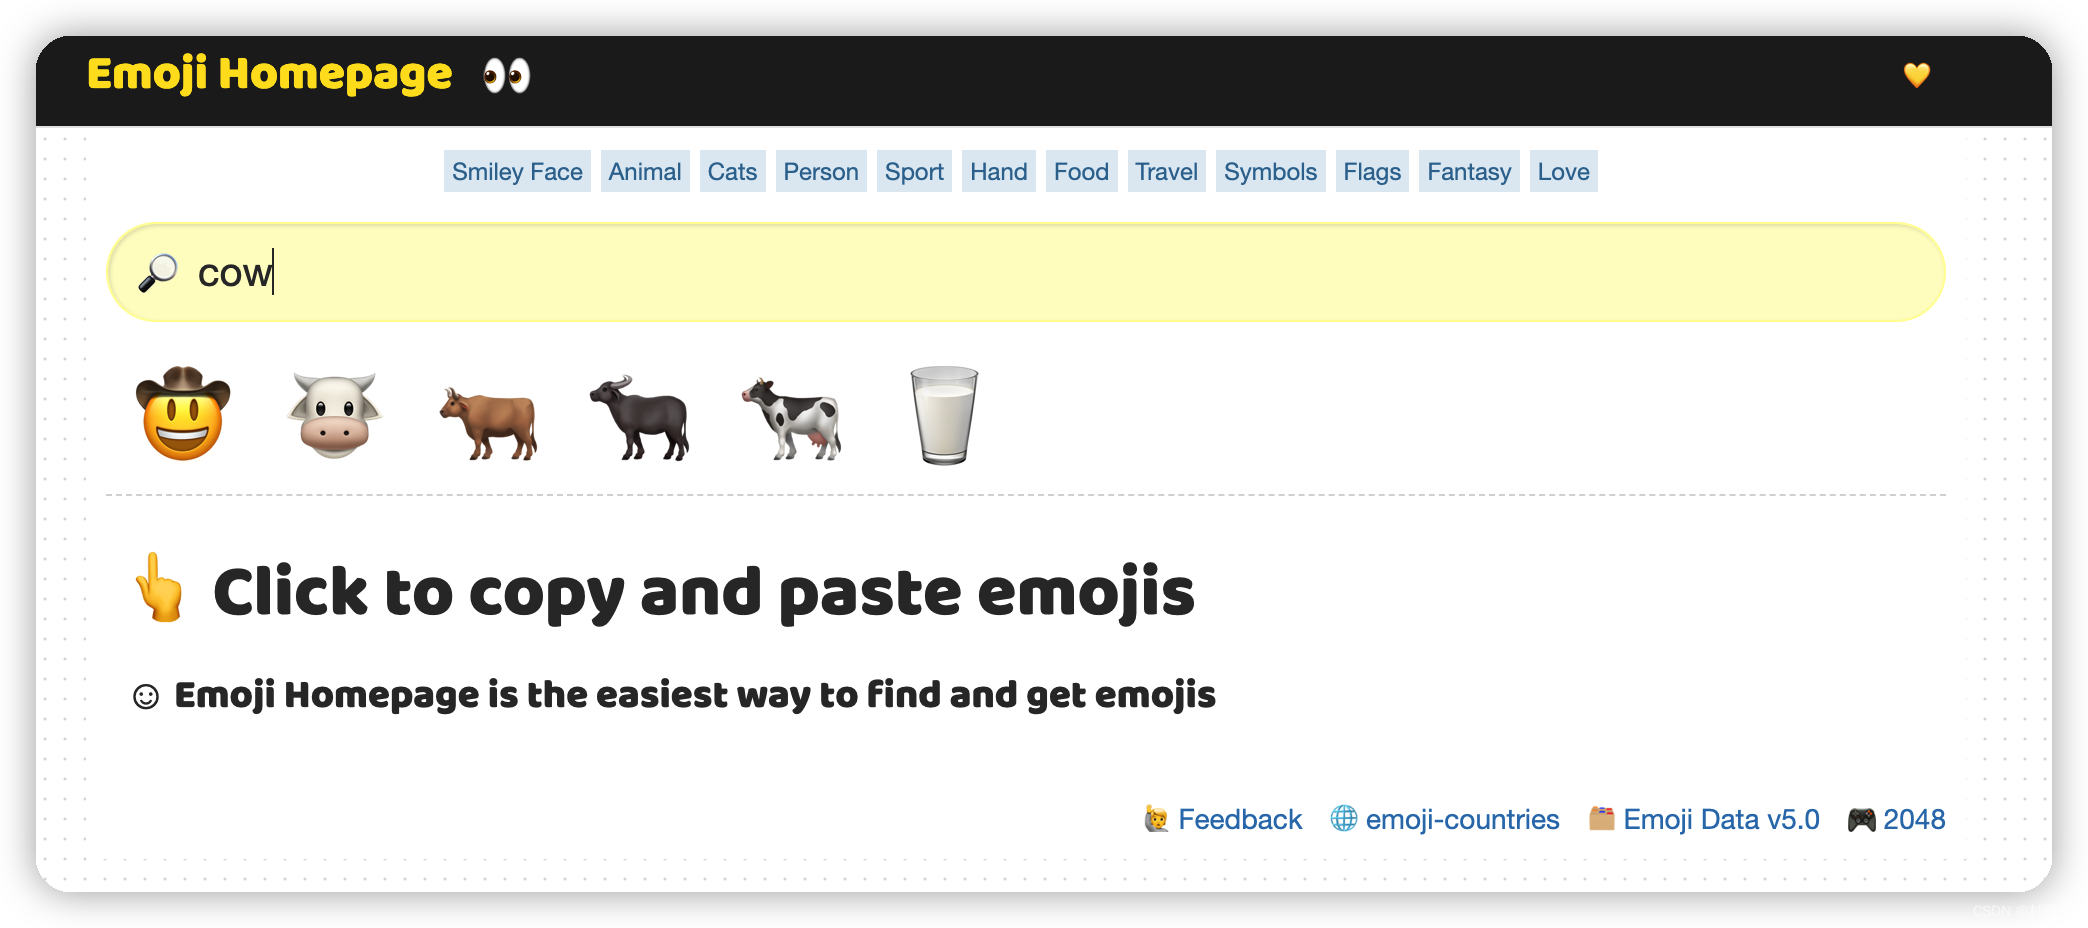 Emoji Homepage 👀 💛
Smiley Face Animal Cats Person Sport Hand Food Travel Symbols Flags Fantasy Love
🔎 cow
👆 Click to copy and paste emojis
☺ Emoji Homepage is the easiest way to find and get emojis
Feedback emoji-countries Emoji Data v5.0 2048